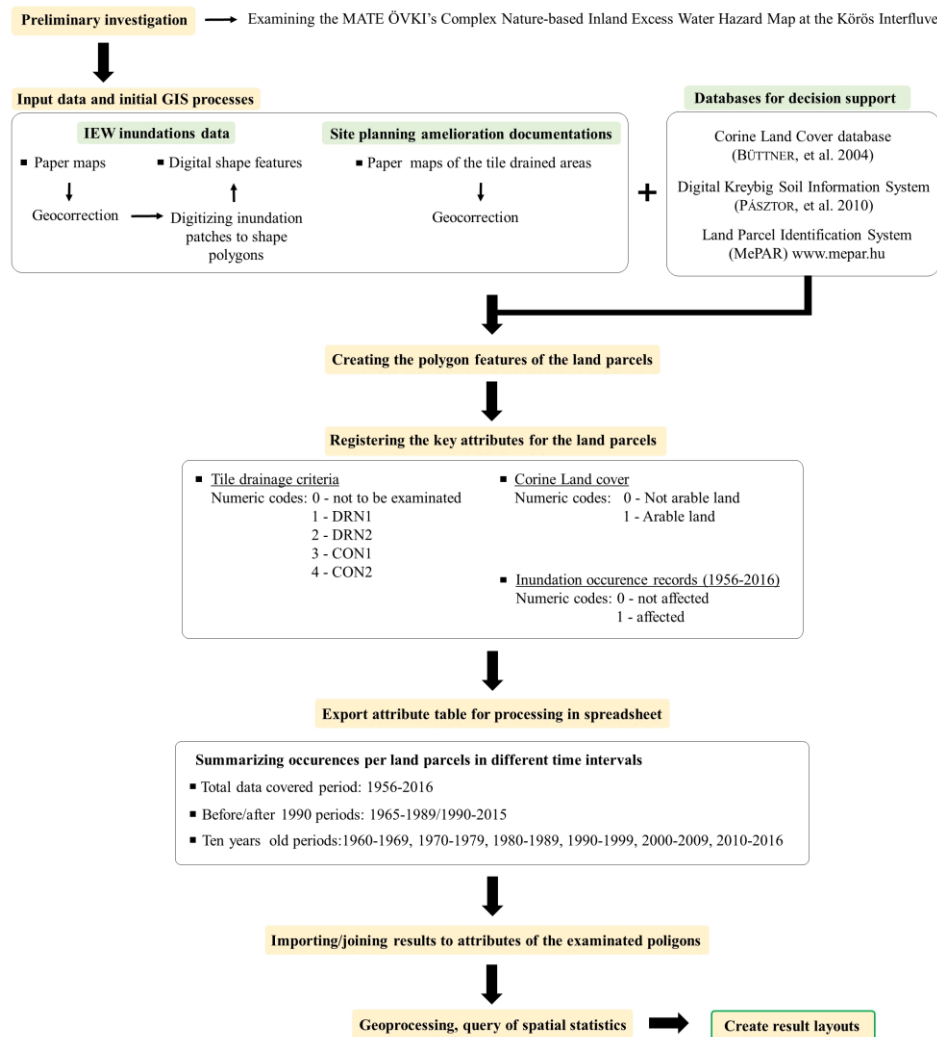 Preliminary investigation
Examining the MATE ÖVKI's Complex Nature-based Inland Excess Water Hazard Map at the Körös Interfluve
Input data and initial GIS processes
IEW inundations data
■ Paper maps
■ Digital shape features
Geocorrection
Digitizing inundation
patches to shape
polygons
Site planning amelioration documentations
■ Paper maps of the tile drained areas
Geocorrection
+
Databases for decision support
Corine Land Cover database
(BÜTTNER, et al. 2004)
Digital Kreybig Soil Information System
(PÁSZTOR, et al. 2010)
Land Parcel Identification System
(MePAR) www.mepar.hu
Creating the polygon features of the land parcels
Registering the key attributes for the land parcels
■ Tile drainage criteria
Numeric codes: 0 - not to be examinated
1 - DRN1
2 - DRN2
3 - CON1
4 - CON2
■ Corine Land cover
Numeric codes: 0 - Not arable land
1 - Arable land
■ Inundation occurence records (1956-2016)
Numeric codes: 0 - not affected
1 - affected
Export attribute table for processing in spreadsheet
Summarizing occurences per land parcels in different time intervals
■ Total data covered period: 1956-2016
■ Before/after 1990 periods: 1965-1989/1990-2015
■ Ten years old periods:1960-1969, 1970-1979, 1980-1989, 1990-1999, 2000-2009, 2010-2016
Importing/joining results to attributes of the examinated poligons
Geoprocessing, query of spatial statistics
Create result layouts